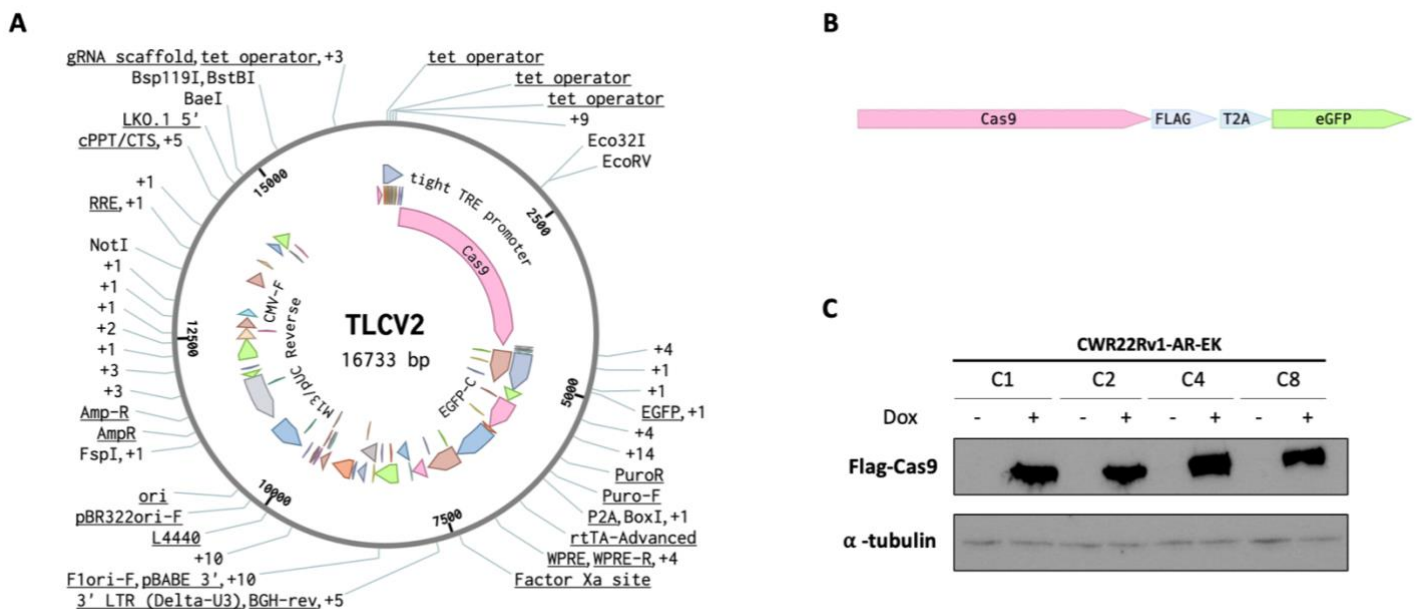 A
gRNA scaffold, tet operator, +3
Bsp119I, BstBI
BaeI
LKO.1 5'
cPPT/CTS, +5
+1
RRE, +1
NotI
+1
+1
+1
+2
+1
+3
+3
Amp-R
AmpR
FspI, +1
ori
pBR322ori-F
L4440
+10
F1ori-F, pBABE 3', +10
3' LTR (Delta-U3), BGH-rev, +5
tet operator
tet operator
tet operator
+9
Eco32I
EcoRV
+4
+1
+1
EGFP, +1
+4
+14
PuroR
Puro-F
P2A, BoxI, +1
rtTA-Advanced
WPRE, WPRE-R, +4
Factor Xa site
15000
2500
5000
7500
10000
12500
tight TRE promoter
Cas9
CMV-F
M13/pUC Reverse
EGFP-C
TLCV2
16733 bp
B
Cas9 FLAG T2A eGFP
C
CWR22Rv1-AR-EK
C1 C2 C4 C8
Dox - + - + - + - +
Flag-Cas9
α -tubulin